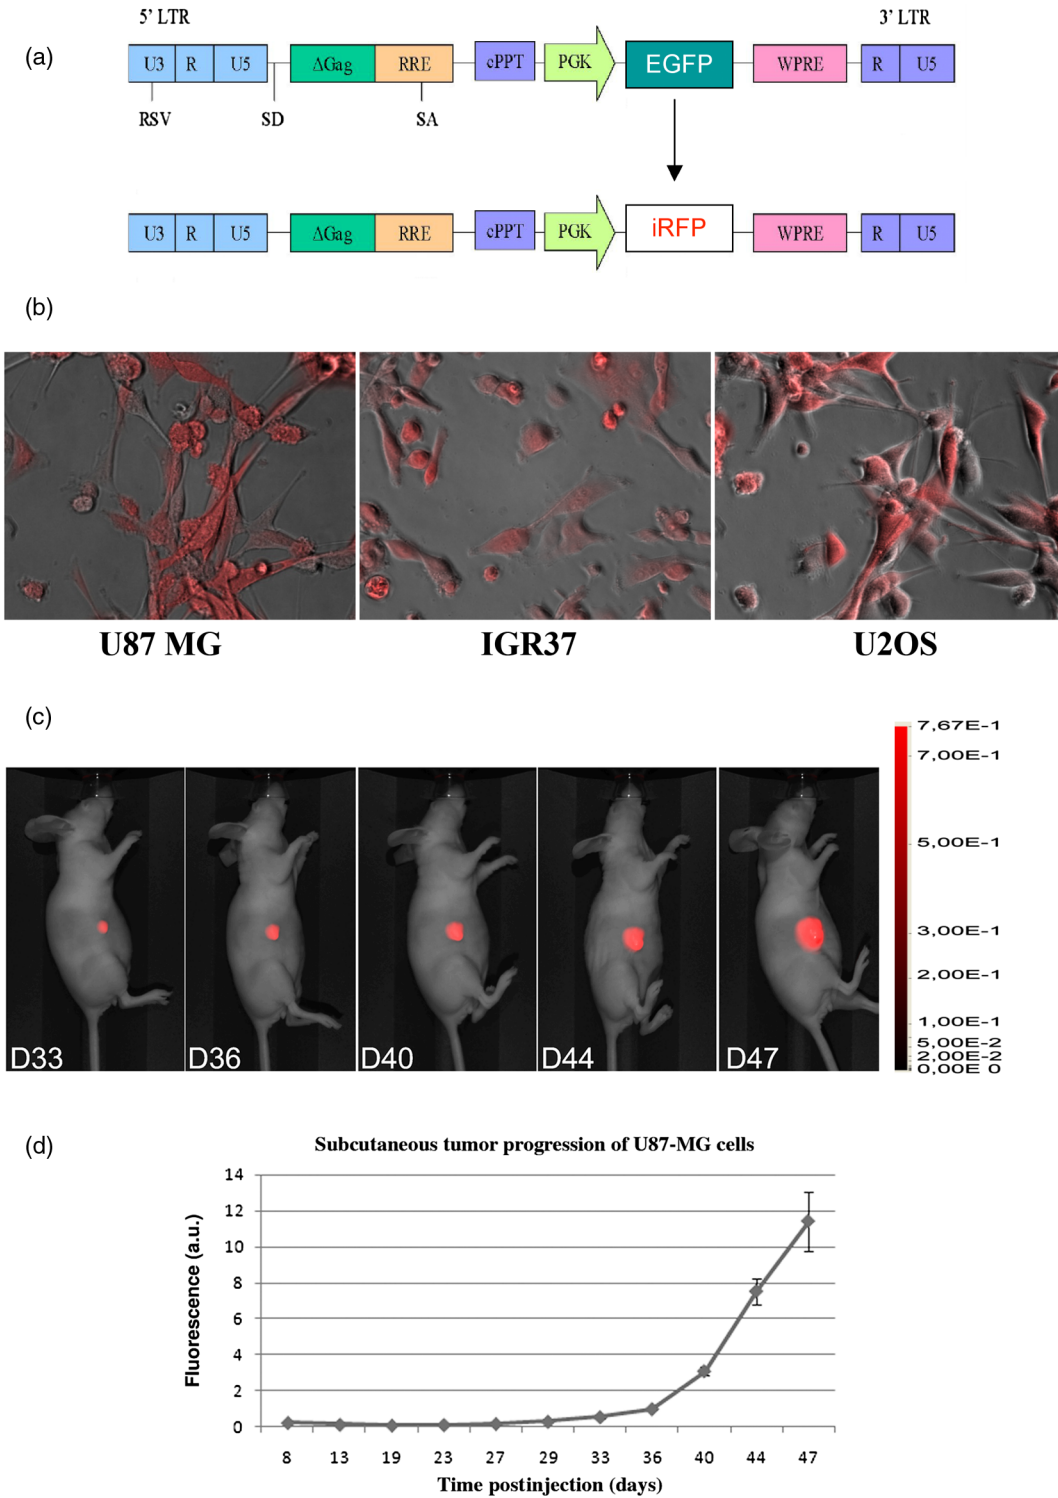 5’ LTR 3’ LTR
(a)
U3 R U5 ΔGag RRE cPPT PGK EGFP WPRE R U5
RSV SD SA
U3 R U5 ΔGag RRE cPPT PGK iRFP WPRE R U5
(b)
U87 MG IGR37 U2OS
(c)
7,67E-1
7,00E-1
5,00E-1
3,00E-1
2,00E-1
1,00E-1
5,00E-2
2,00E-2
0,00E 0
D33 D36 D40 D44 D47
(d)
Subcutaneous tumor progression of U87-MG cells
14
12
10
8
6
4
2
0
Fluorescence (a.u.)
8 13 19 23 27 29 33 36 40 44 47
Time postinjection (days)